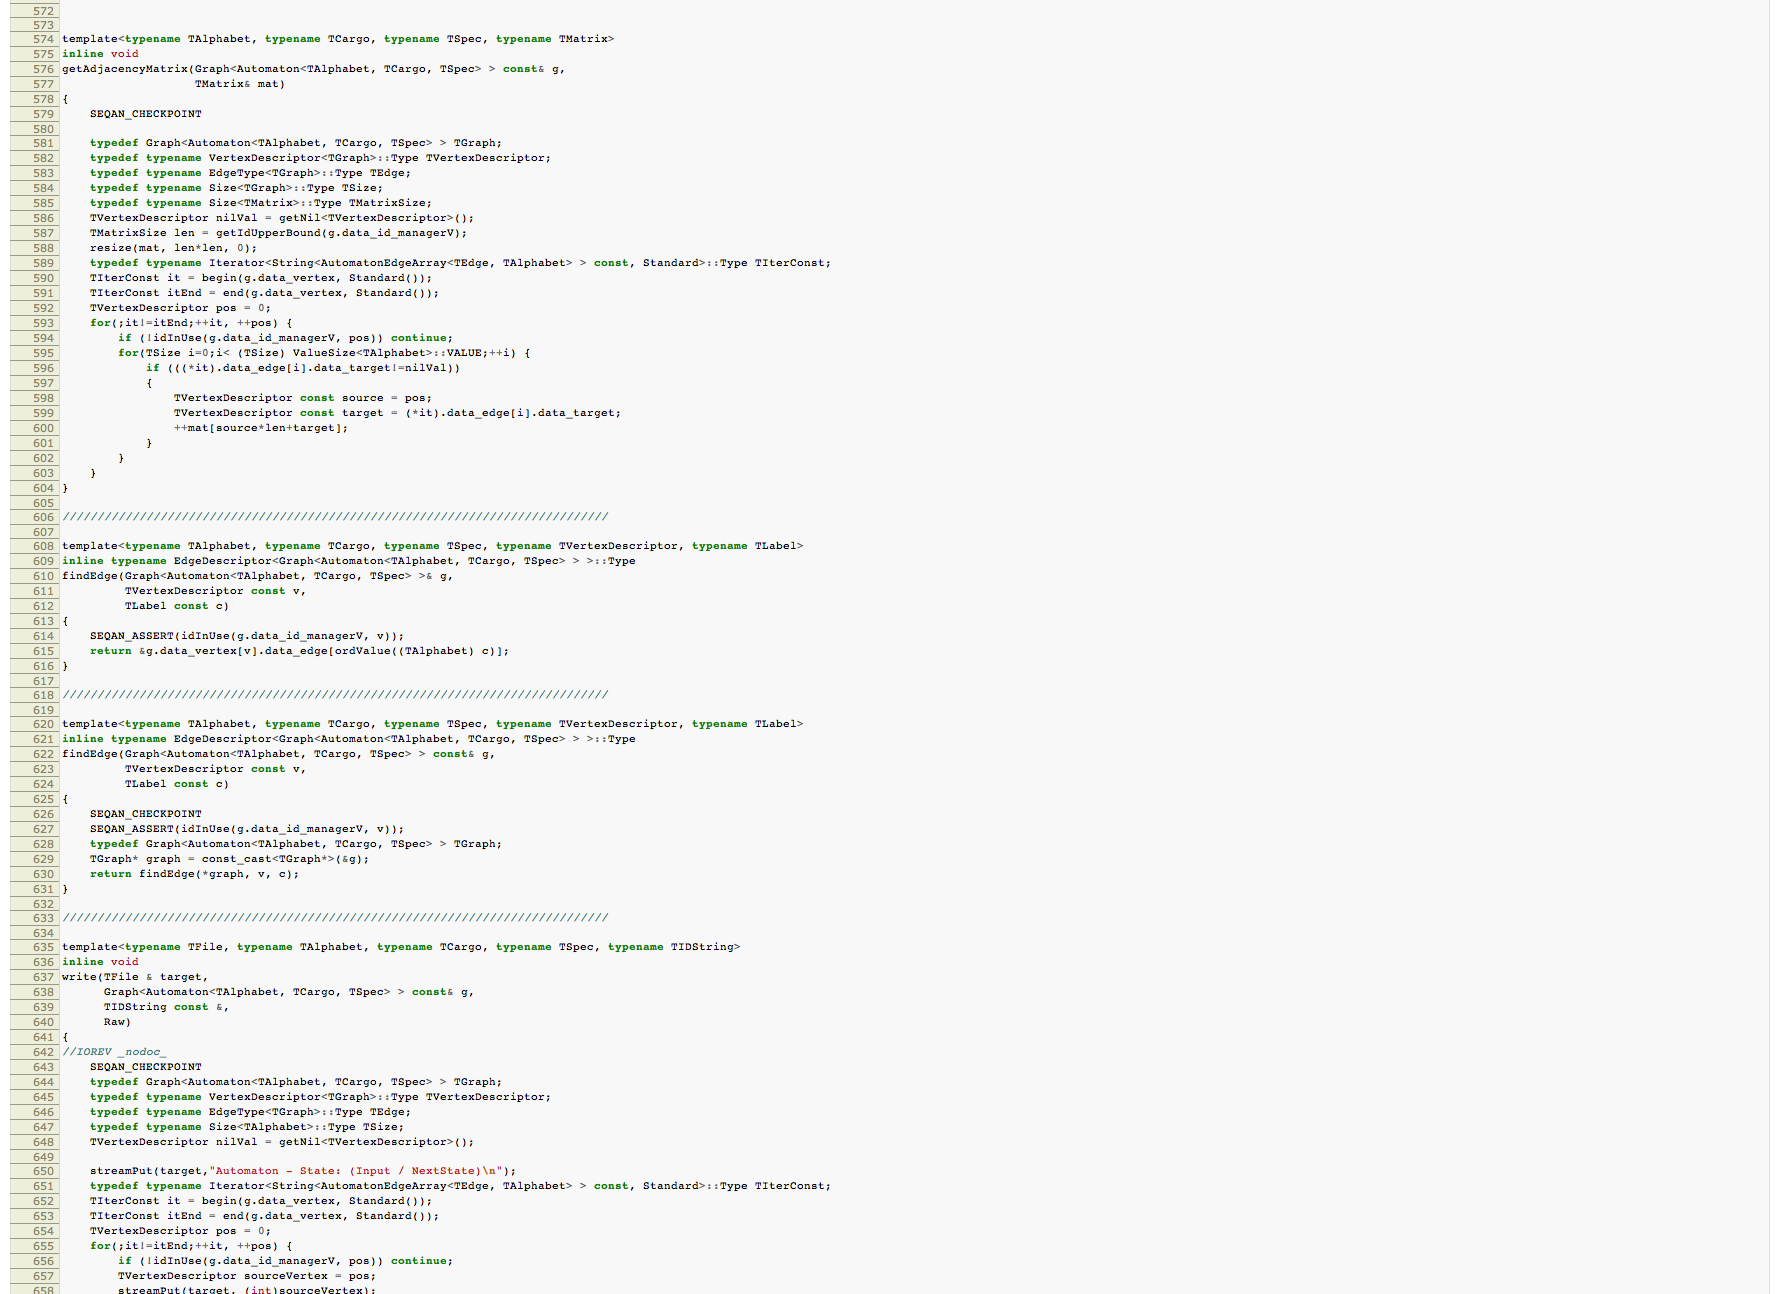 572
573
574 template<typename TAlphabet, typename TCargo, typename TSpec, typename TMatrix>
575 inline void
576 getAdjacencyMatrix(Graph<Automaton<TAlphabet, TCargo, TSpec> > const& g,
577                    TMatrix& mat)
578 {
579     SEQAN_CHECKPOINT
580
581     typedef Graph<Automaton<TAlphabet, TCargo, TSpec> > TGraph;
582     typedef typename VertexDescriptor<TGraph>::Type TVertexDescriptor;
583     typedef typename EdgeType<TGraph>::Type TEdge;
584     typedef typename Size<TGraph>::Type TSize;
585     typedef typename Size<TMatrix>::Type TMatrixSize;
586     TVertexDescriptor nilVal = getNil<TVertexDescriptor>();
587     TMatrixSize len = getIdUpperBound(g.data_id_managerV);
588     resize(mat, len*len, 0);
589     typedef typename Iterator<String<AutomatonEdgeArray<TEdge, TAlphabet> > const, Standard>::Type TIterConst;
590     TIterConst it = begin(g.data_vertex, Standard());
591     TIterConst itEnd = end(g.data_vertex, Standard());
592     TVertexDescriptor pos = 0;
593     for(;it!=itEnd;++it, ++pos) {
594         if (!idInUse(g.data_id_managerV, pos)) continue;
595         for(TSize i=0;i< (TSize) ValueSize<TAlphabet>::VALUE;++i) {
596             if (((*it).data_edge[i].data_target!=nilVal))
597             {
598                 TVertexDescriptor const source = pos;
599                 TVertexDescriptor const target = (*it).data_edge[i].data_target;
600                 ++mat[source*len+target];
601             }
602         }
603     }
604 }
605
606 //////////////////////////////////////////////////////////////////////////////
607
608 template<typename TAlphabet, typename TCargo, typename TSpec, typename TVertexDescriptor, typename TLabel>
609 inline typename EdgeDescriptor<Graph<Automaton<TAlphabet, TCargo, TSpec> > >::Type
610 findEdge(Graph<Automaton<TAlphabet, TCargo, TSpec> >& g,
611          TVertexDescriptor const v,
612          TLabel const c)
613 {
614     SEQAN_ASSERT(idInUse(g.data_id_managerV, v));
615     return &g.data_vertex[v].data_edge[ordValue((TAlphabet) c)];
616 }
617
618 //////////////////////////////////////////////////////////////////////////////
619
620 template<typename TAlphabet, typename TCargo, typename TSpec, typename TVertexDescriptor, typename TLabel>
621 inline typename EdgeDescriptor<Graph<Automaton<TAlphabet, TCargo, TSpec> > >::Type
622 findEdge(Graph<Automaton<TAlphabet, TCargo, TSpec> > const& g,
623          TVertexDescriptor const v,
624          TLabel const c)
625 {
626     SEQAN_CHECKPOINT
627     SEQAN_ASSERT(idInUse(g.data_id_managerV, v));
628     typedef Graph<Automaton<TAlphabet, TCargo, TSpec> > TGraph;
629     TGraph* graph = const_cast<TGraph*>(&g);
630     return findEdge(*graph, v, c);
631 }
632
633 //////////////////////////////////////////////////////////////////////////////
634
635 template<typename TFile, typename TAlphabet, typename TCargo, typename TSpec, typename TIDString>
636 inline void
637 write(TFile & target,
638       Graph<Automaton<TAlphabet, TCargo, TSpec> > const& g,
639       TIDString const &,
640       Raw)
641 {
642 //IOREV _nodoc_
643     SEQAN_CHECKPOINT
644     typedef Graph<Automaton<TAlphabet, TCargo, TSpec> > TGraph;
645     typedef typename VertexDescriptor<TGraph>::Type TVertexDescriptor;
646     typedef typename EdgeType<TGraph>::Type TEdge;
647     typedef typename Size<TAlphabet>::Type TSize;
648     TVertexDescriptor nilVal = getNil<TVertexDescriptor>();
649
650     streamPut(target,"Automaton - State: (Input / NextState)\n");
651     typedef typename Iterator<String<AutomatonEdgeArray<TEdge, TAlphabet> > const, Standard>::Type TIterConst;
652     TIterConst it = begin(g.data_vertex, Standard());
653     TIterConst itEnd = end(g.data_vertex, Standard());
654     TVertexDescriptor pos = 0;
655     for(;it!=itEnd;++it, ++pos) {
656         if (!idInUse(g.data_id_managerV, pos)) continue;
657         TVertexDescriptor sourceVertex = pos;
658         streamPut(target, (int)sourceVertex);